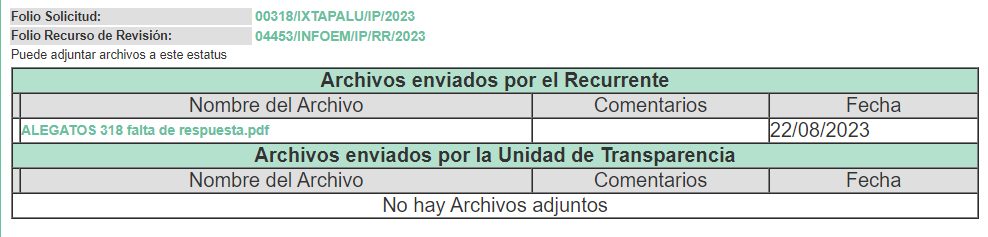 Folio Solicitud: 00318/IXTAPALU/IP/2023
Folio Recurso de Revisión: 04453/INFOEM/IP/RR/2023
Puede adjuntar archivos a este estatus
Archivos enviados por el Recurrente
Nombre del Archivo Comentarios Fecha
ALEGATOS 318 falta de respuesta.pdf 22/08/2023
Archivos enviados por la Unidad de Transparencia
Nombre del Archivo Comentarios Fecha
No hay Archivos adjuntos